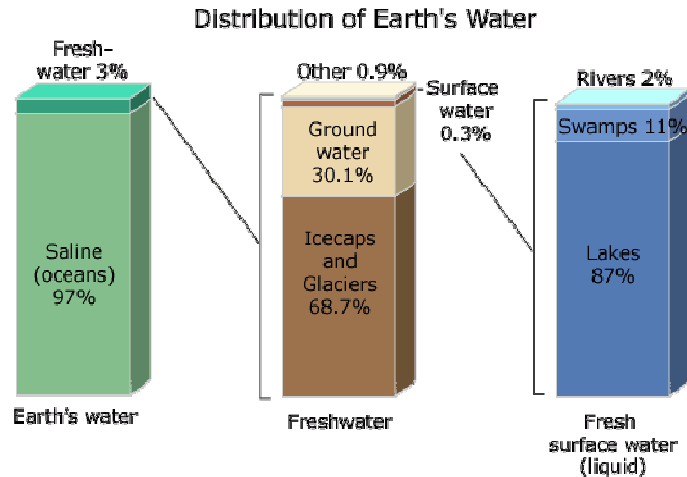 Distribution of Earth's Water
Fresh-
water 3%
Saline
(oceans)
97%
Earth's water
Other 0.9%
Surface
water
0.3%
Ground
water
30.1%
Icecaps
and
Glaciers
68.7%
Freshwater
Rivers 2%
Swamps 11%
Lakes
87%
Fresh
surface water
(liquid)